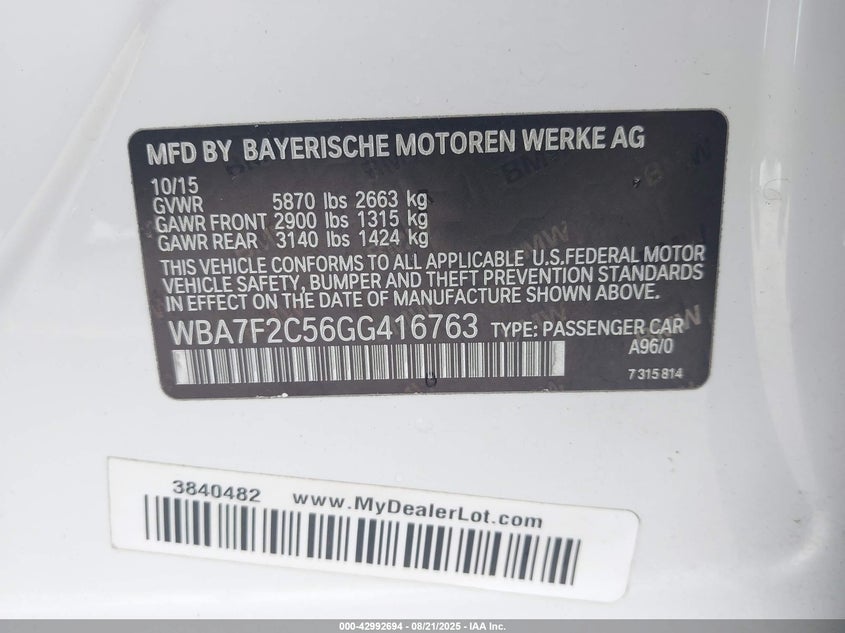 MFD BY BAYERISCHE MOTOREN WERKE AG
10/15
GVWR 5870 lbs 2663 kg
GAWR FRONT 2900 lbs 1315 kg
GAWR REAR 3140 lbs 1424 kg
THIS VEHICLE CONFORMS TO ALL APPLICABLE U.S.FEDERAL MOTOR
VEHICLE SAFETY, BUMPER AND THEFT PREVENTION STANDARDS
IN EFFECT ON THE DATE OF MANUFACTURE SHOWN ABOVE.
WBA7F2C56GG416763 TYPE: PASSENGER CAR
A96/0
7 315 814
3840482 www.MyDealerLot.com
000-42992694 - 08/21/2025 - IAA Inc.